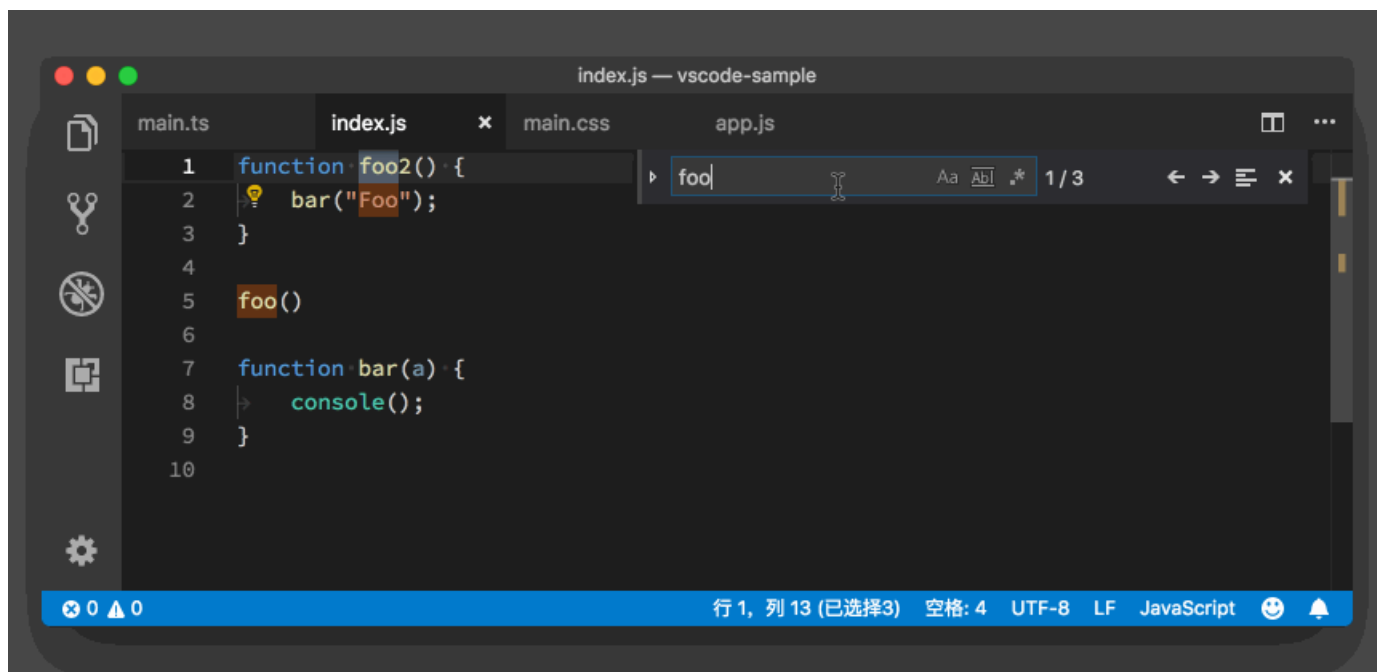 index.js — vscode-sample
main.ts index.js × main.css app.js ···
foo Aa Abl .* 1 / 3
1 function foo2() {
2 bar("Foo");
3 }
4
5 foo()
6
7 function bar(a) {
8 console();
9 }
10
0 0 行 1，列 13 (已选择3) 空格: 4 UTF-8 LF JavaScript